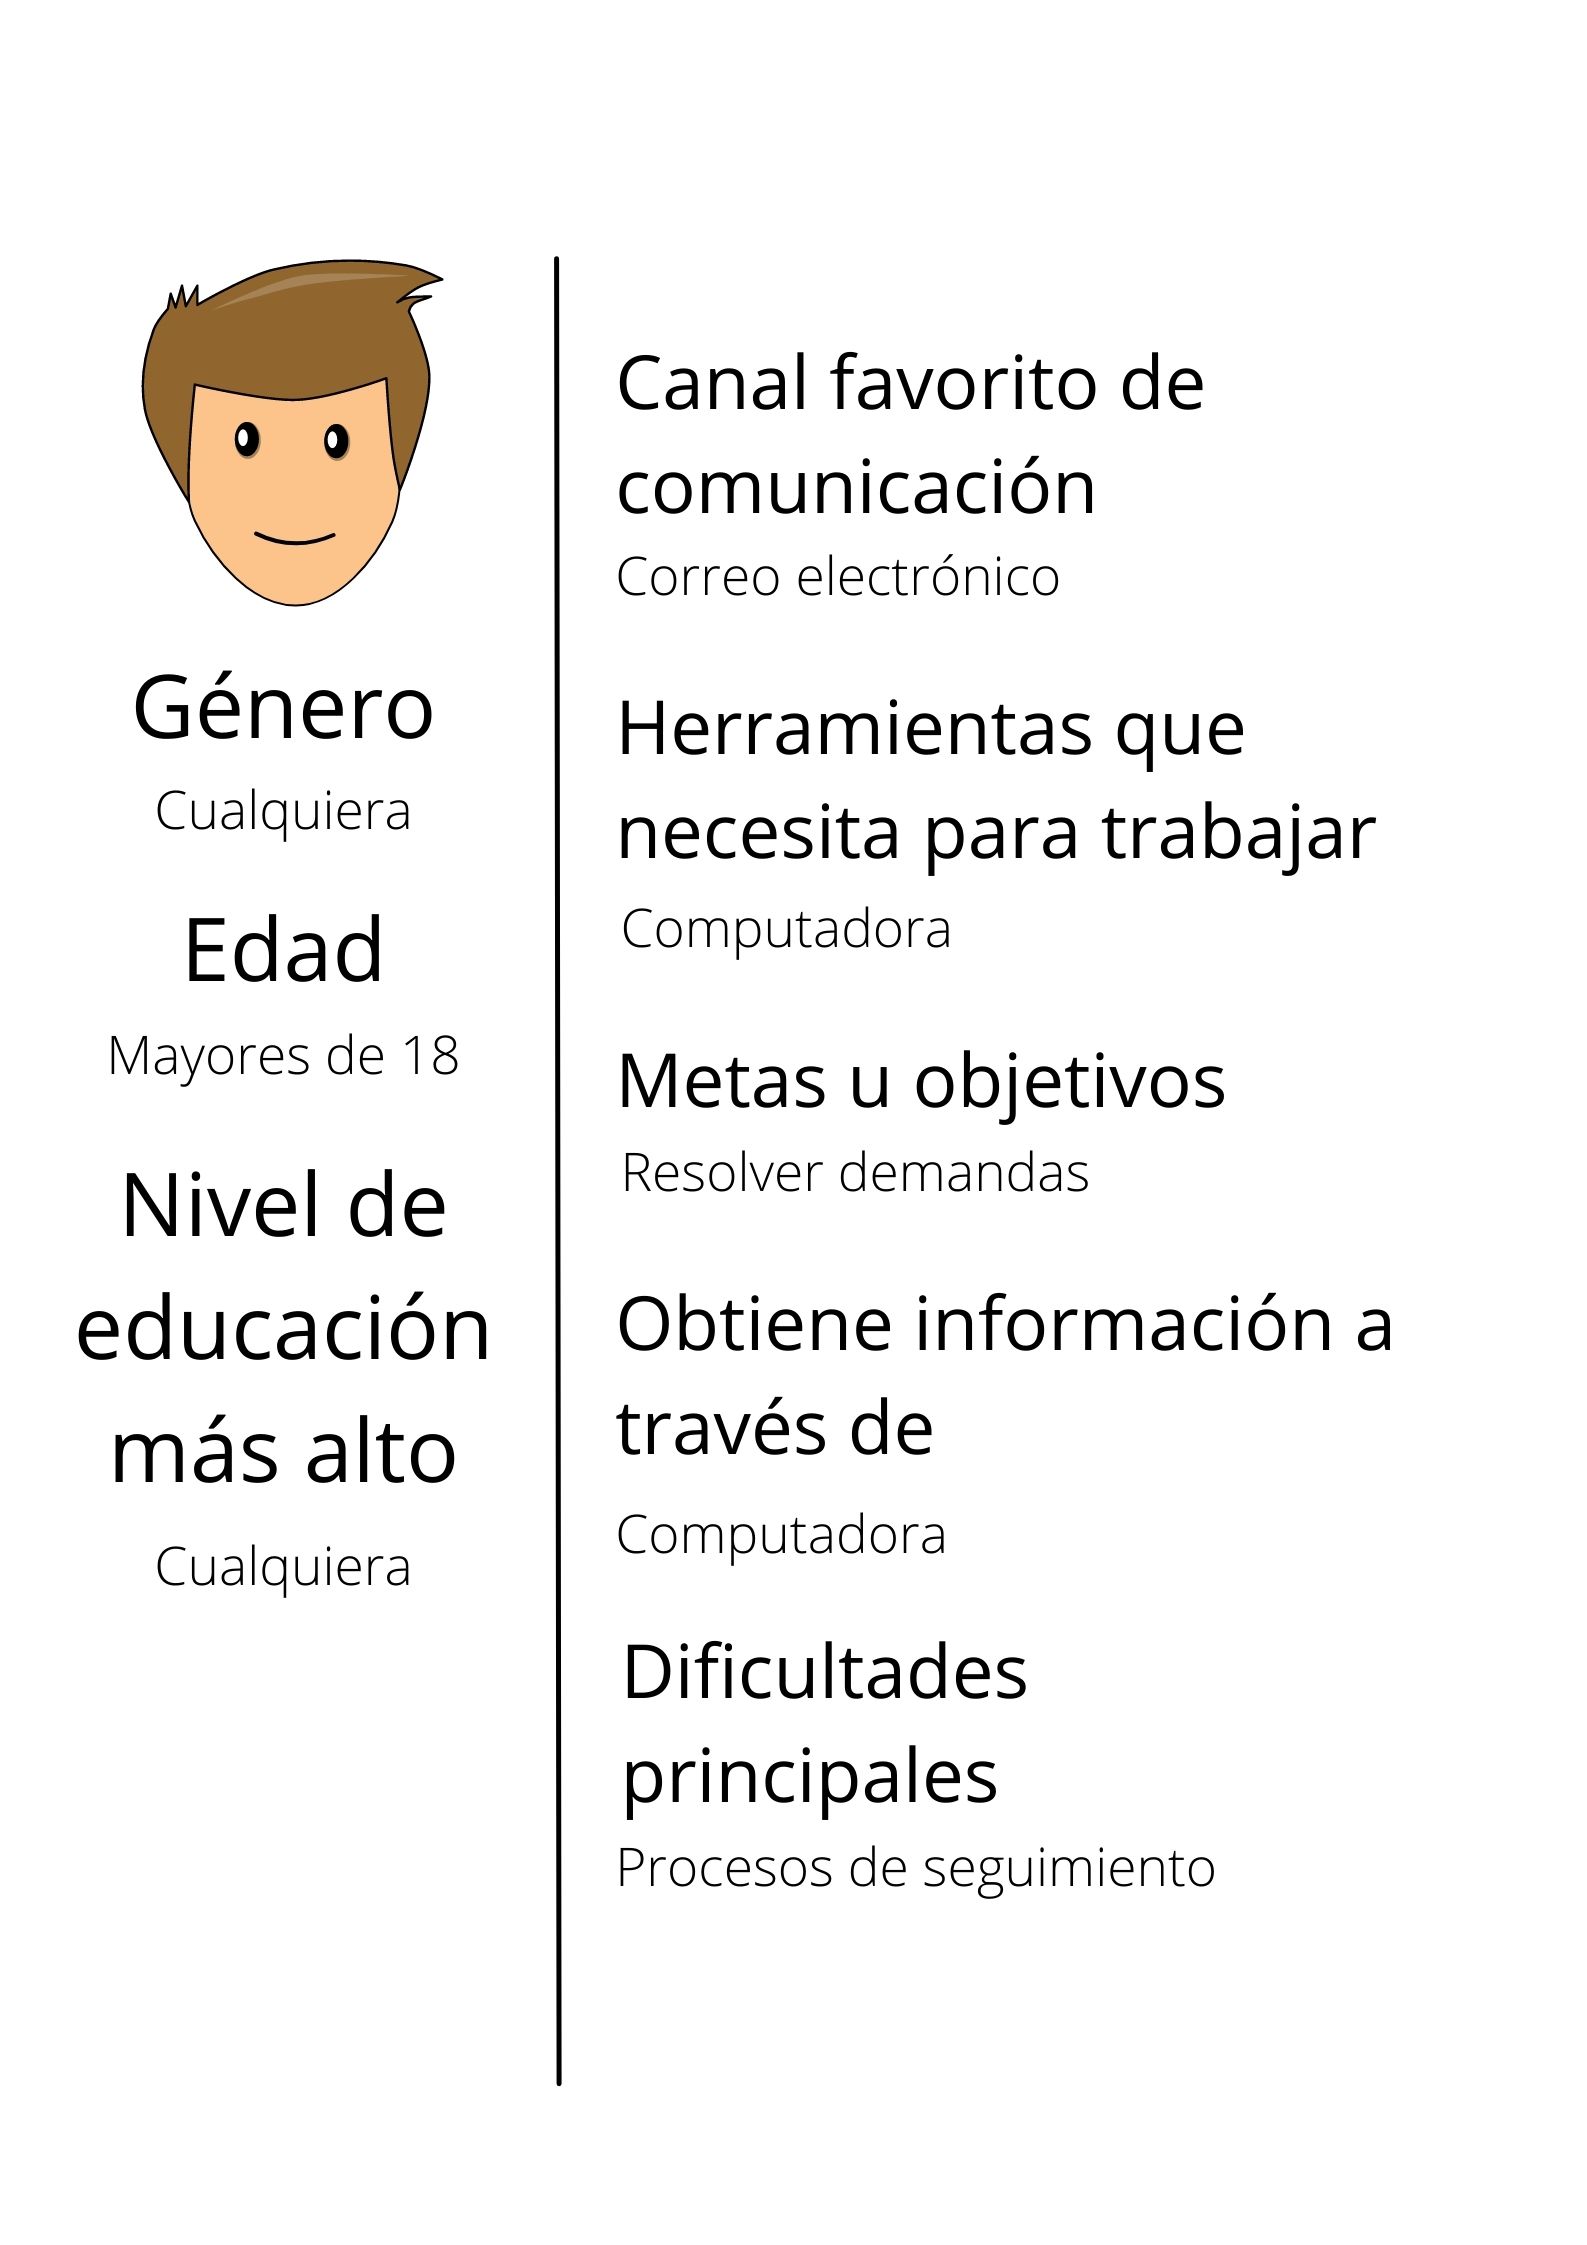 Género
Cualquiera
Edad
Mayores de 18
Nivel de
educación
más alto
Cualquiera
Canal favorito de
comunicación
Correo electrónico
Herramientas que
necesita para trabajar
Computadora
Metas u objetivos
Resolver demandas
Obtiene información a
través de
Computadora
Dificultades
principales
Procesos de seguimiento